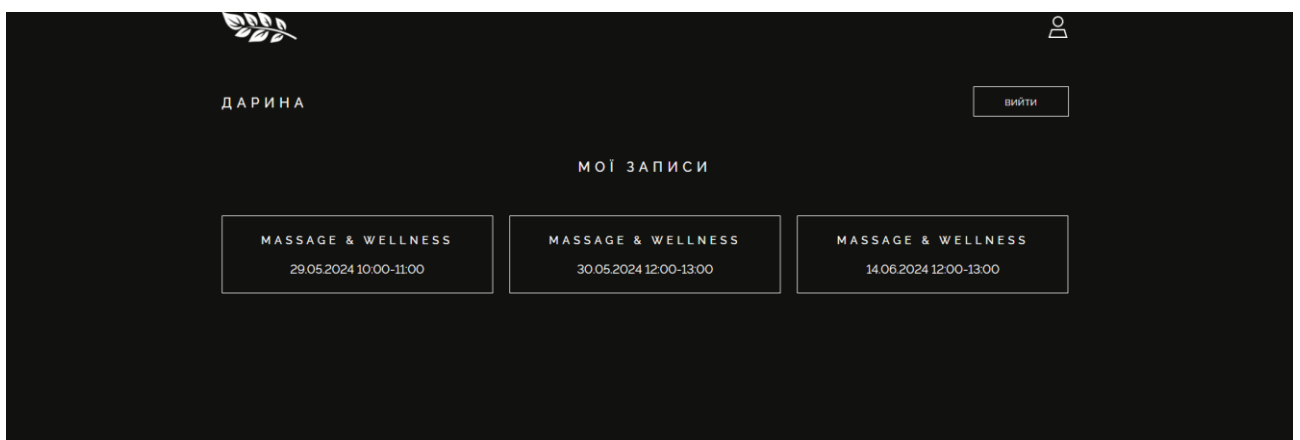 ДАРИНА
ВИЙТИ
МОЇ ЗАПИСИ
MASSAGE & WELLNESS
29.05.2024 10:00-11:00
MASSAGE & WELLNESS
30.05.2024 12:00-13:00
MASSAGE & WELLNESS
14.06.2024 12:00-13:00